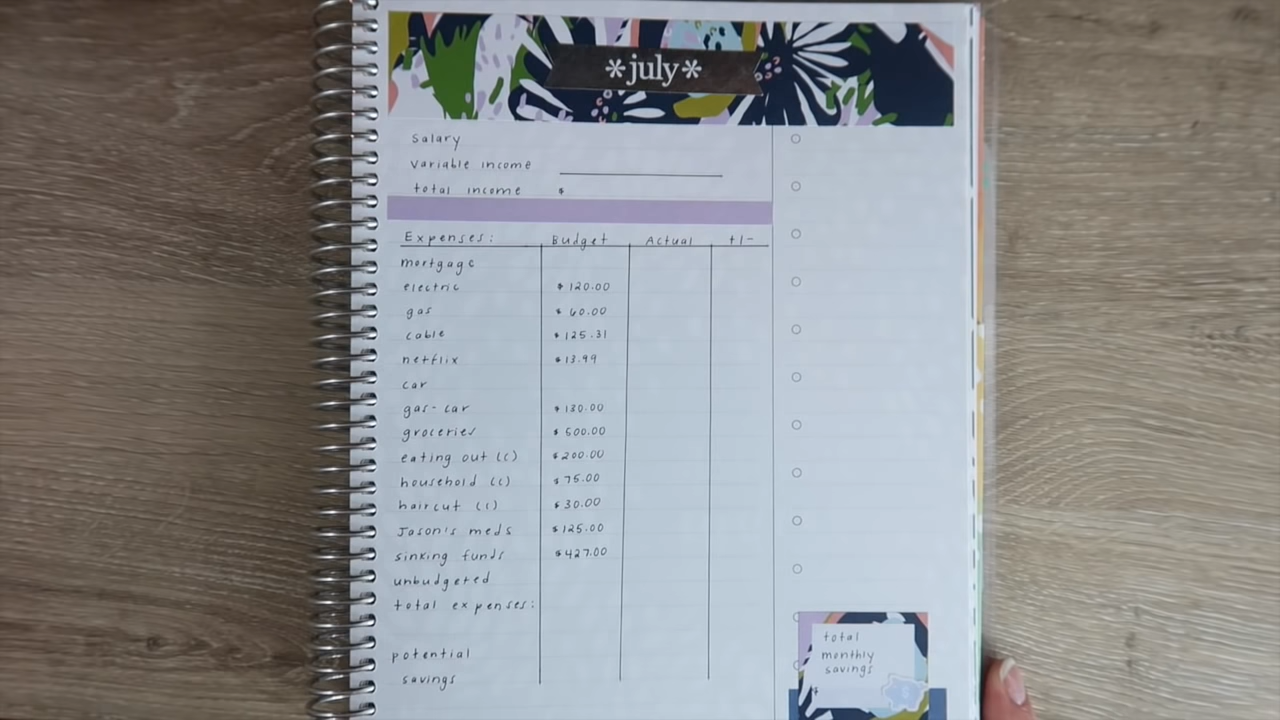 *july*
salary
variable income
total income $
Expenses: Budget Actual +/-
mortgage
electric $120.00
gas $60.00
cable $125.31
netflix $13.99
car
gas-car $130.00
groceries $500.00
eating out (c) $200.00
household (c) $75.00
haircut (c) $30.00
Jason's meds $125.00
sinking funds $427.00
unbudgeted
total expenses:
potential
savings
total
monthly
savings
$